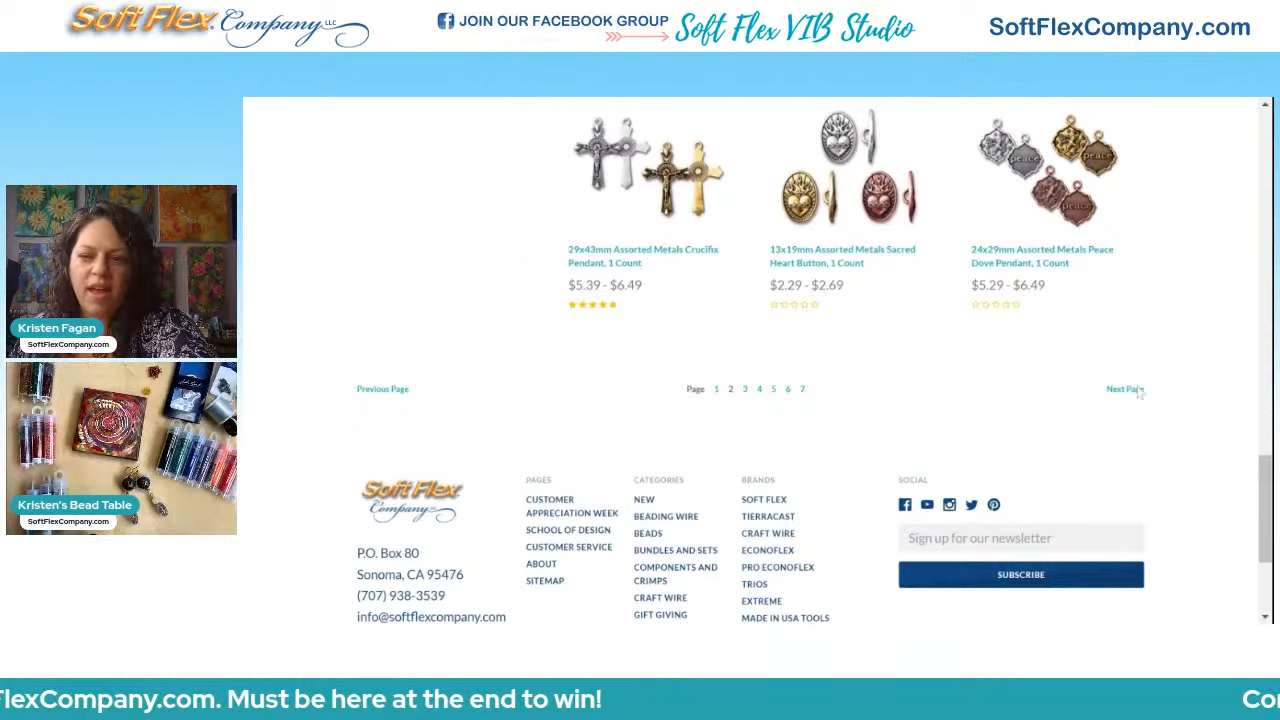 Soft Flex Company LLC
JOIN OUR FACEBOOK GROUP
Soft Flex VIB Studio
SoftFlexCompany.com
peace
peace
peace
29x43mm Assorted Metals Crucifix
Pendant, 1 Count
$5.39 - $6.49
13x19mm Assorted Metals Sacred
Heart Button, 1 Count
$2.29 - $2.69
24x29mm Assorted Metals Peace
Dove Pendant, 1 Count
$5.29 - $6.49
Kristen Fagan
SoftFlexCompany.com
Kristen's Bead Table
SoftFlexCompany.com
Previous Page
Page 1 2 3 4 5 6 7
Next Page
Soft Flex
Company
P.O. Box 80
Sonoma, CA 95476
(707) 938-3539
info@softflexcompany.com
PAGES
CUSTOMER
APPRECIATION WEEK
SCHOOL OF DESIGN
CUSTOMER SERVICE
ABOUT
SITEMAP
CATEGORIES
NEW
BEADING WIRE
BEADS
BUNDLES AND SETS
COMPONENTS AND
CRIMPS
CRAFT WIRE
GIFT GIVING
BRANDS
SOFT FLEX
TIERRACAST
CRAFT WIRE
ECONOFLEX
PRO ECONOFLEX
TRIOS
EXTREME
MADE IN USA TOOLS
SOCIAL
Sign up for our newsletter
SUBSCRIBE
FlexCompany.com. Must be here at the end to win!
Co